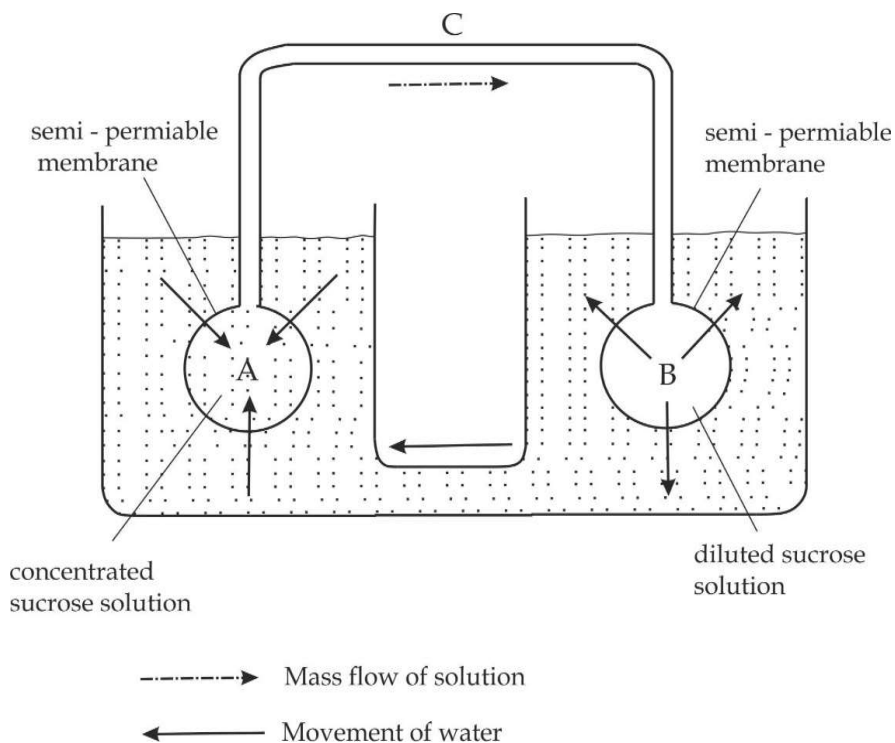 C
semi - permiable
membrane
semi - permiable
membrane
A
B
concentrated
sucrose solution
diluted sucrose
solution
Mass flow of solution
Movement of water